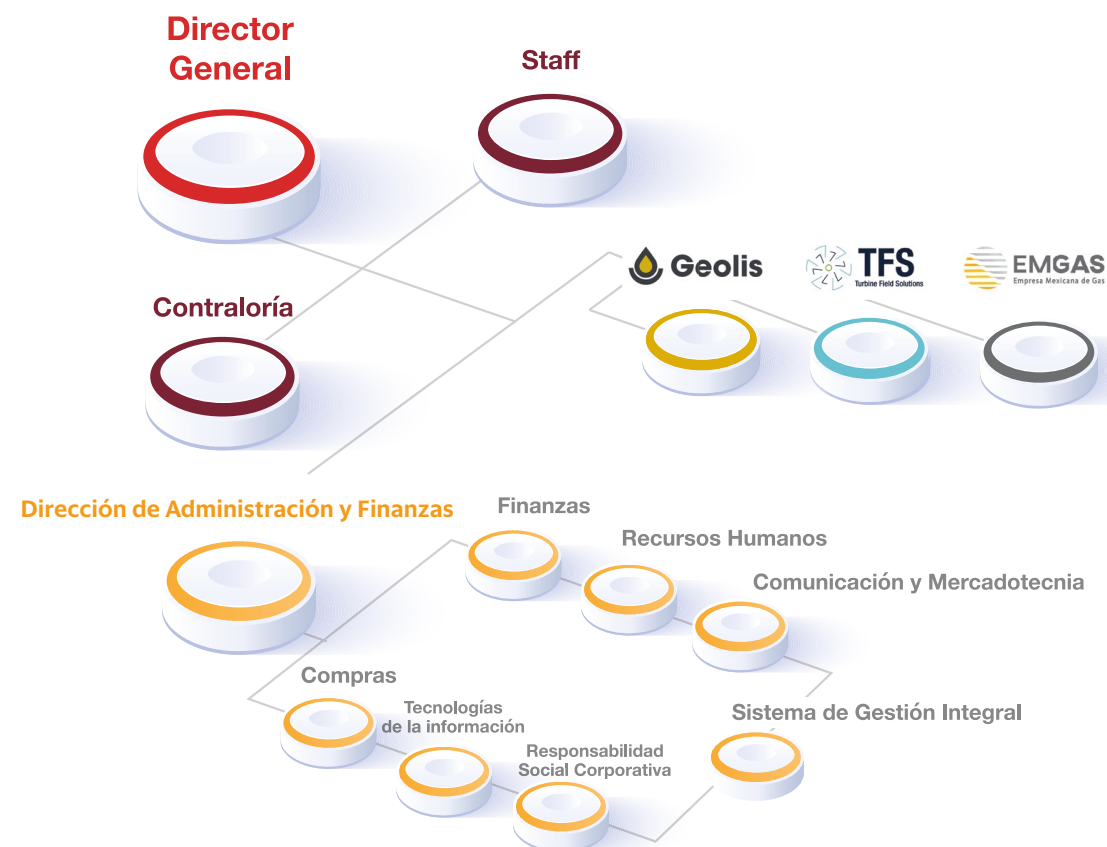 Director
General
Staff
Geolis
TFS
Turbine Field Solutions
EMGAS
Empresa Mexicana de Gas
Contraloría
Dirección de Administración y Finanzas
Finanzas
Recursos Humanos
Comunicación y Mercadotecnia
Compras
Tecnologías
de la información
Responsabilidad
Social Corporativa
Sistema de Gestión Integral